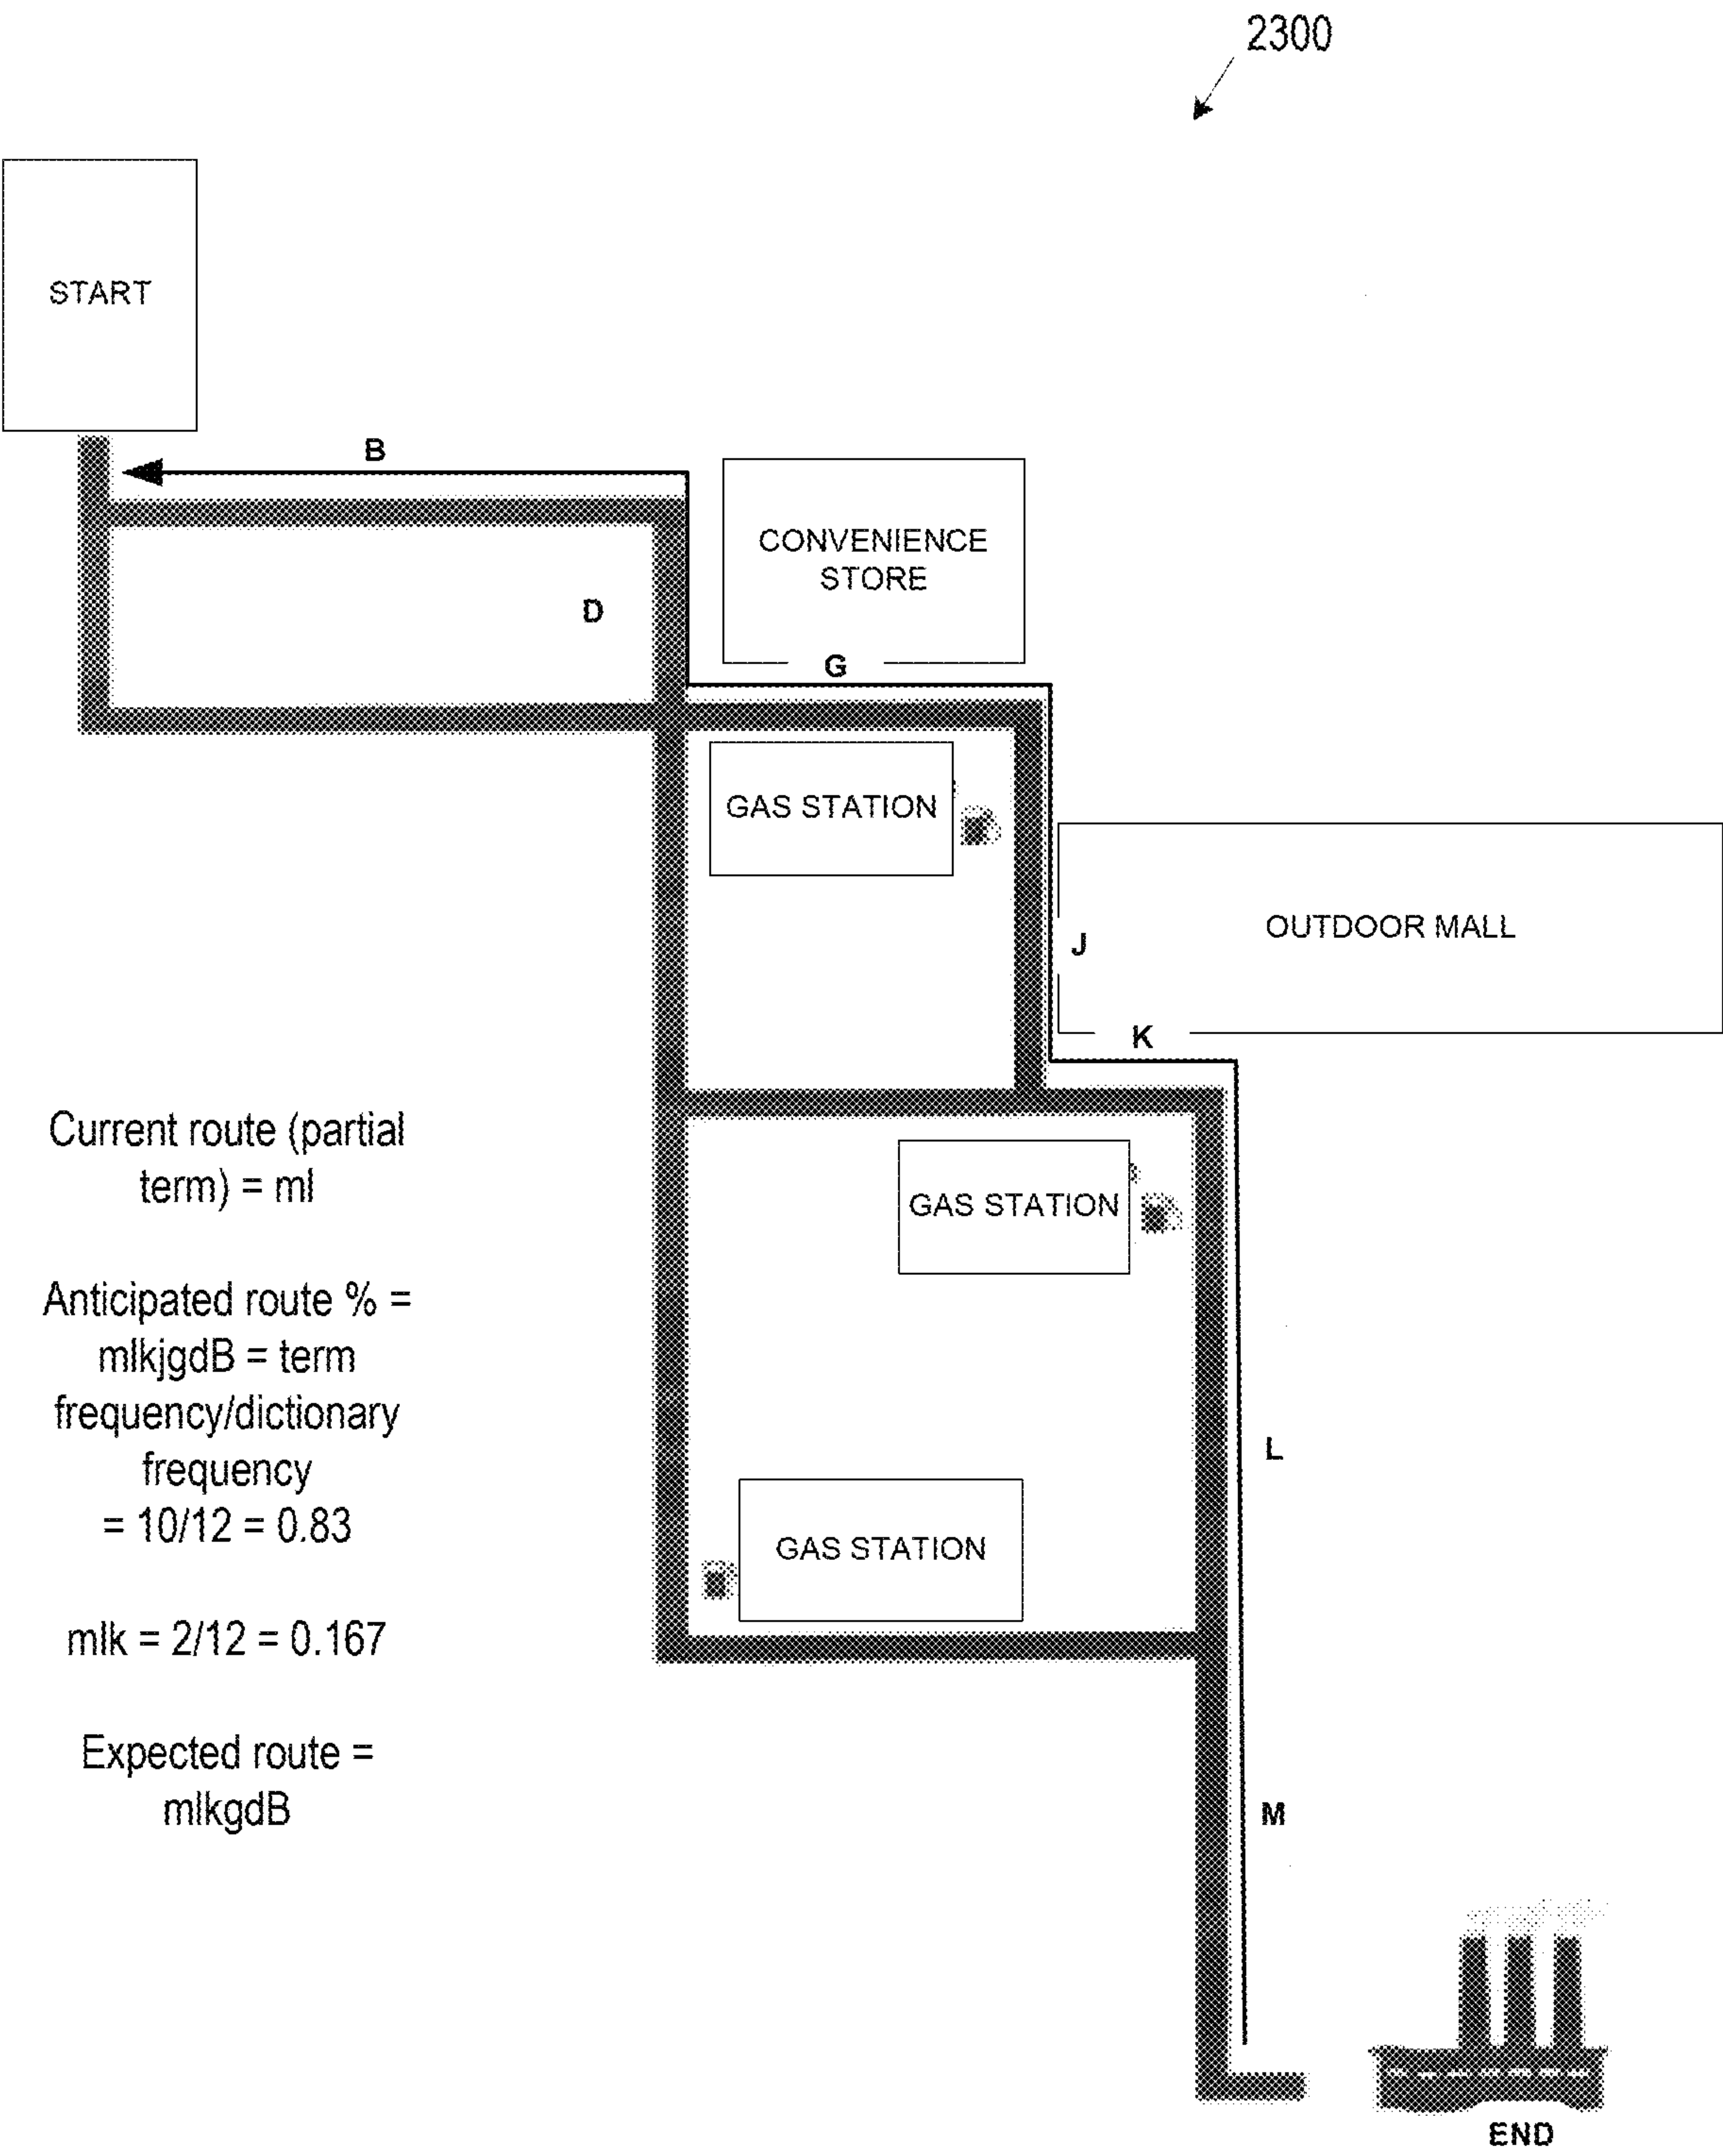 2300
START
B
CONVENIENCE
STORE
D
G
GAS STATION
OUTDOOR MALL
J
K
Current route (partial
term) = ml
GAS STATION
Anticipated route % =
mlkjgdB = term
frequency/dictionary
frequency
= 10/12 = 0.83
L
GAS STATION
mlk = 2/12 = 0.167
Expected route =
mlkgdB
M
END